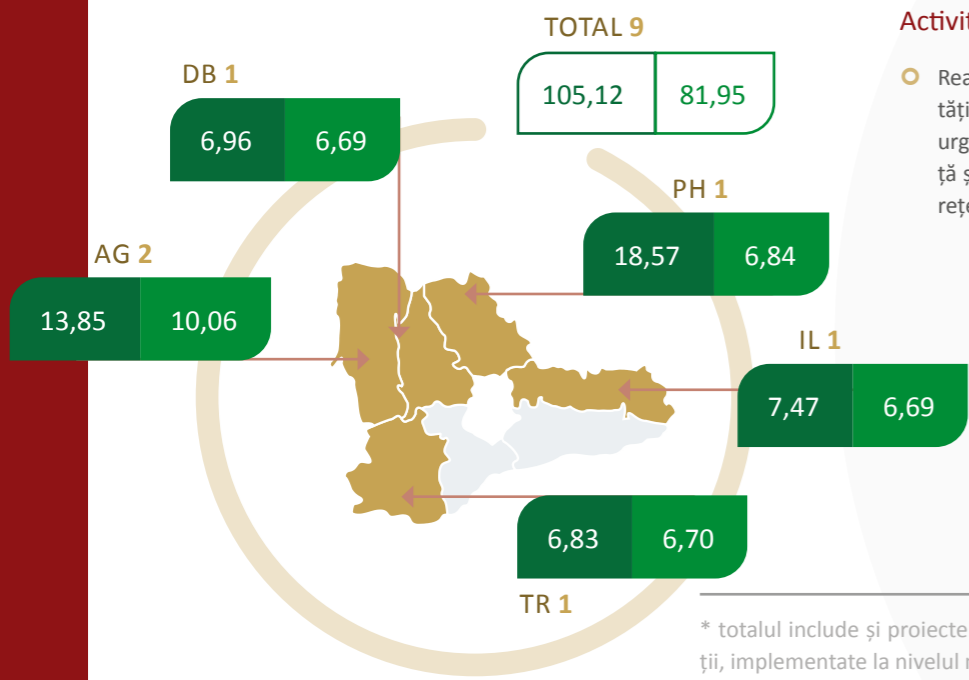 TOTAL 9
105,12 81,95
DB 1
6,96 6,69
PH 1
18,57 6,84
AG 2
13,85 10,06
IL 1
7,47 6,69
6,83 6,70
TR 1
Activit
Rea
tăți
urg
ță ș
rețe
* totalul include și proiecte
ții, implementate la nivelul r